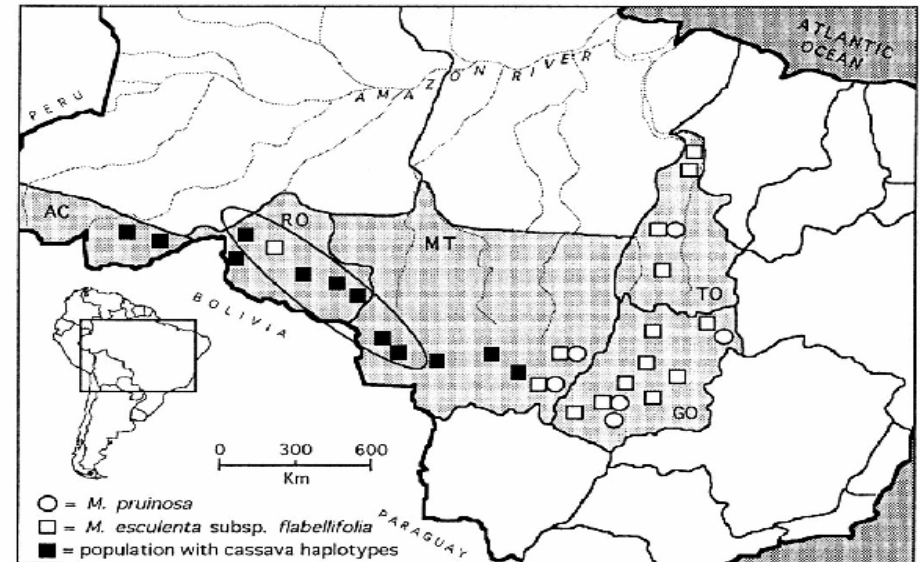 ATLANTIC
OCEAN
AMAZON RIVER
PERU
AC
RO
MT
TO
BOLIVIA
GO
0 300 600
Km
PARAGUAY
= M. pruinosa
= M. esculenta subsp. flabellifolia
= population with cassava haplotypes